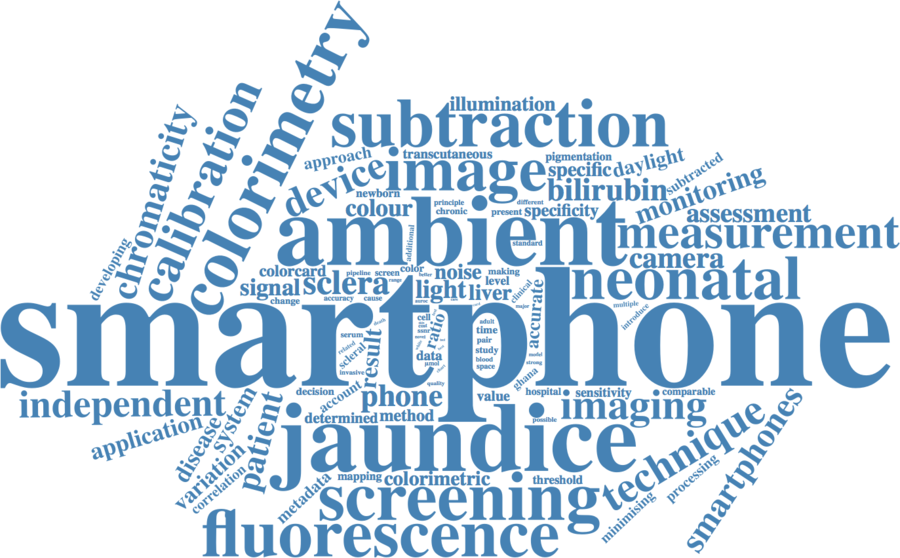 illumination
subtraction
colorimetry
approach
transcutaneous
pigmentation
chromaticity
calibration
device
image
specific
daylight
subtracted
newborn
bilirubin
monitoring
colour
principle
chronic
different
present
specificity
assessment
ambient
additional
standard
measurement
camera
developing
colorcard
pipeline
screen
color
noise
making
neonatal
signal
sclera
range
light
level
liver
clinical
change
accuracy
cause
multiple
introduce
accurate
smartphone
cell
ratio
adult
time
pair
study
blood
space
serum
related
scleral
invasive
result
data
model
strong
ghana
independent
decision
account
phone
quality
value
hospital
sensitivity
comparable
imaging
determined
method
possible
application
disease
system
patient
variation
correlation
jaundice
technique
smartphones
metadata
mapping
colorimetric
threshold
processing
minimising
screening
fluorescence